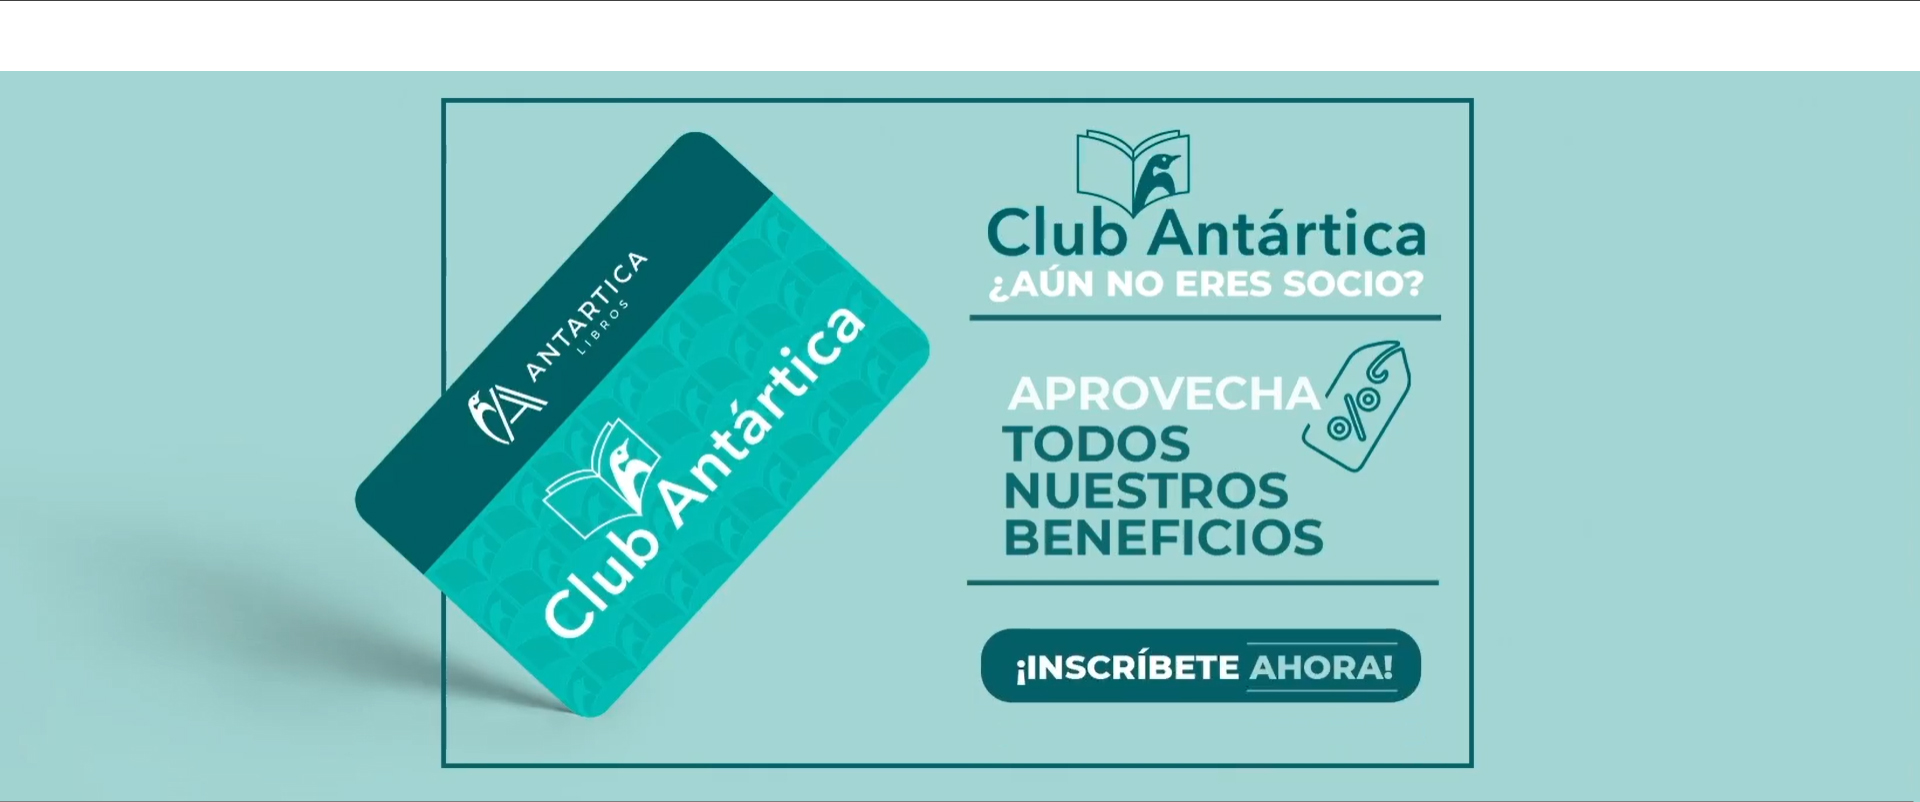 ANTARTICA
LIBROS
Club Antártica
Club Antártica
¿AÚN NO ERES SOCIO?
APROVECHA
TODOS
NUESTROS
BENEFICIOS
%
¡INSCRÍBETE AHORA!